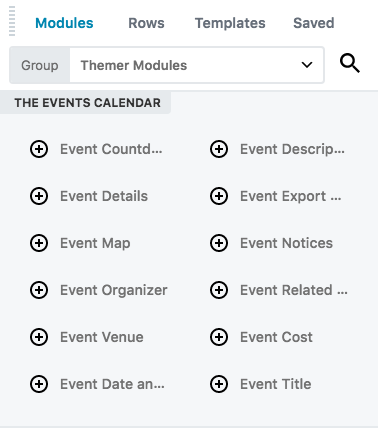 Modules Rows Templates Saved
Group Themer Modules
THE EVENTS CALENDAR
Event Countd... Event Descrip...
Event Details Event Export ...
Event Map Event Notices
Event Organizer Event Related ...
Event Venue Event Cost
Event Date an... Event Title